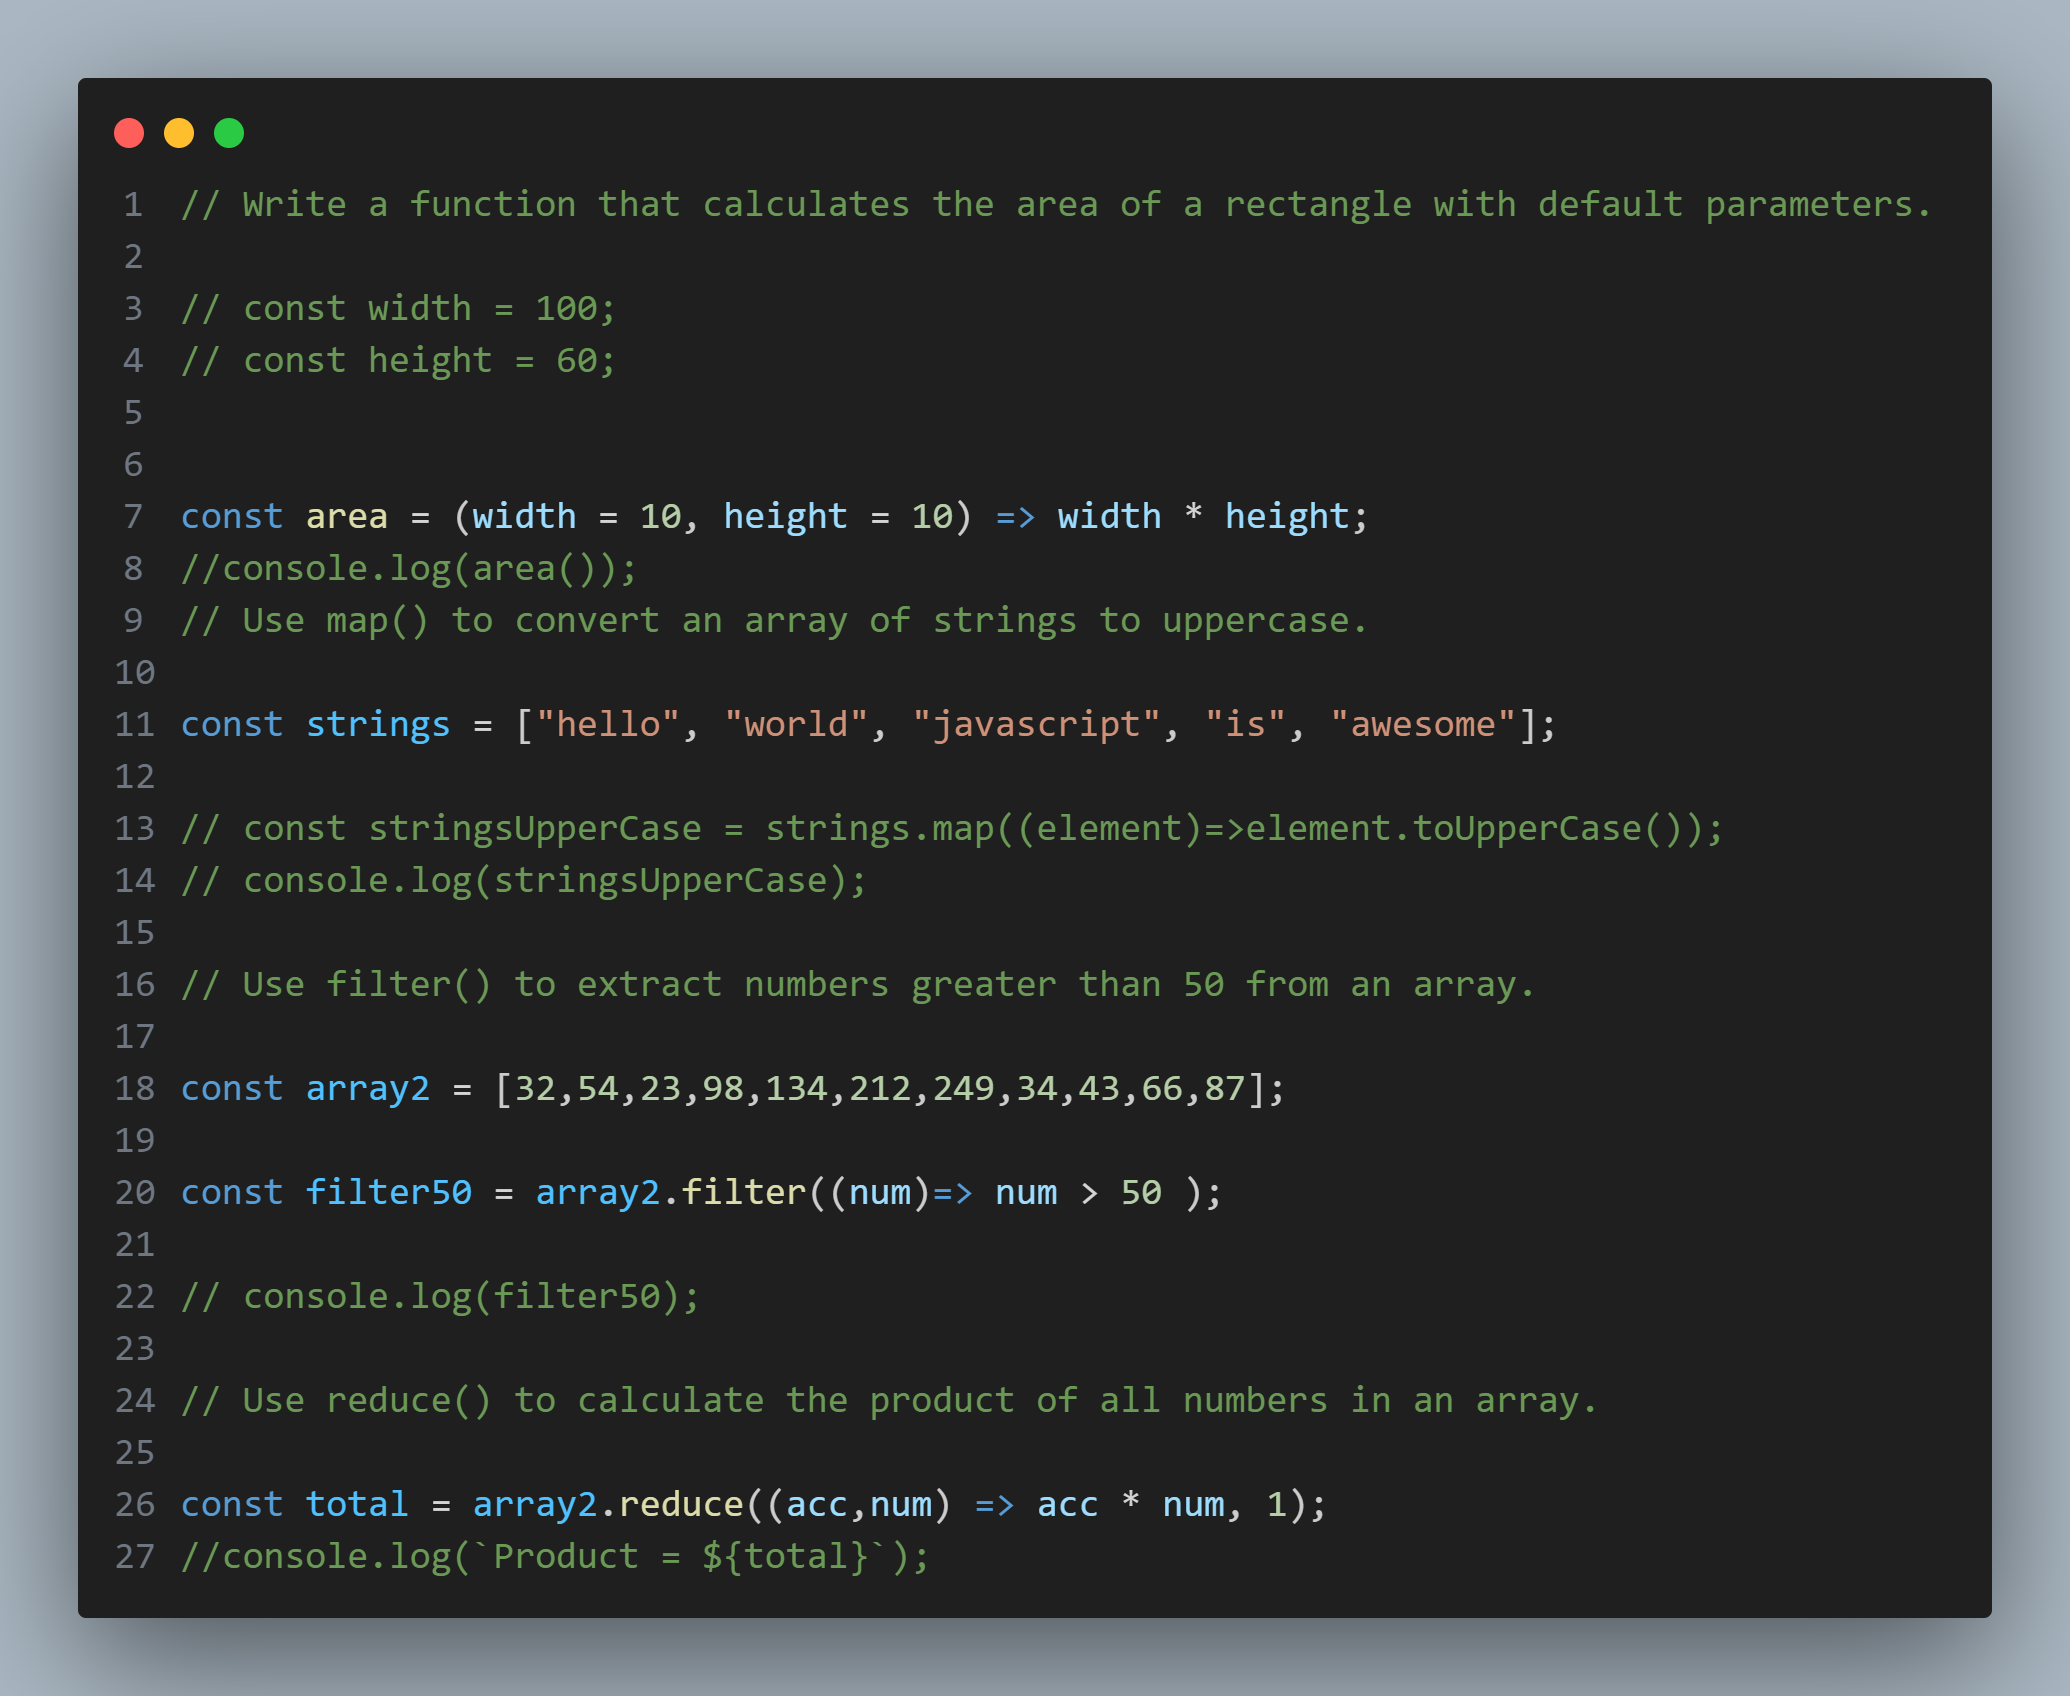 1 // Write a function that calculates the area of a rectangle with default parameters.
2
3 // const width = 100;
4 // const height = 60;
5
6
7 const area = (width = 10, height = 10) => width * height;
8 //console.log(area());
9 // Use map() to convert an array of strings to uppercase.
10
11 const strings = ["hello", "world", "javascript", "is", "awesome"];
12
13 // const stringsUpperCase = strings.map((element)=>element.toUpperCase());
14 // console.log(stringsUpperCase);
15
16 // Use filter() to extract numbers greater than 50 from an array.
17
18 const array2 = [32,54,23,98,134,212,249,34,43,66,87];
19
20 const filter50 = array2.filter((num)=> num > 50 );
21
22 // console.log(filter50);
23
24 // Use reduce() to calculate the product of all numbers in an array.
25
26 const total = array2.reduce((acc,num) => acc * num, 1);
27 //console.log(`Product = ${total}`);